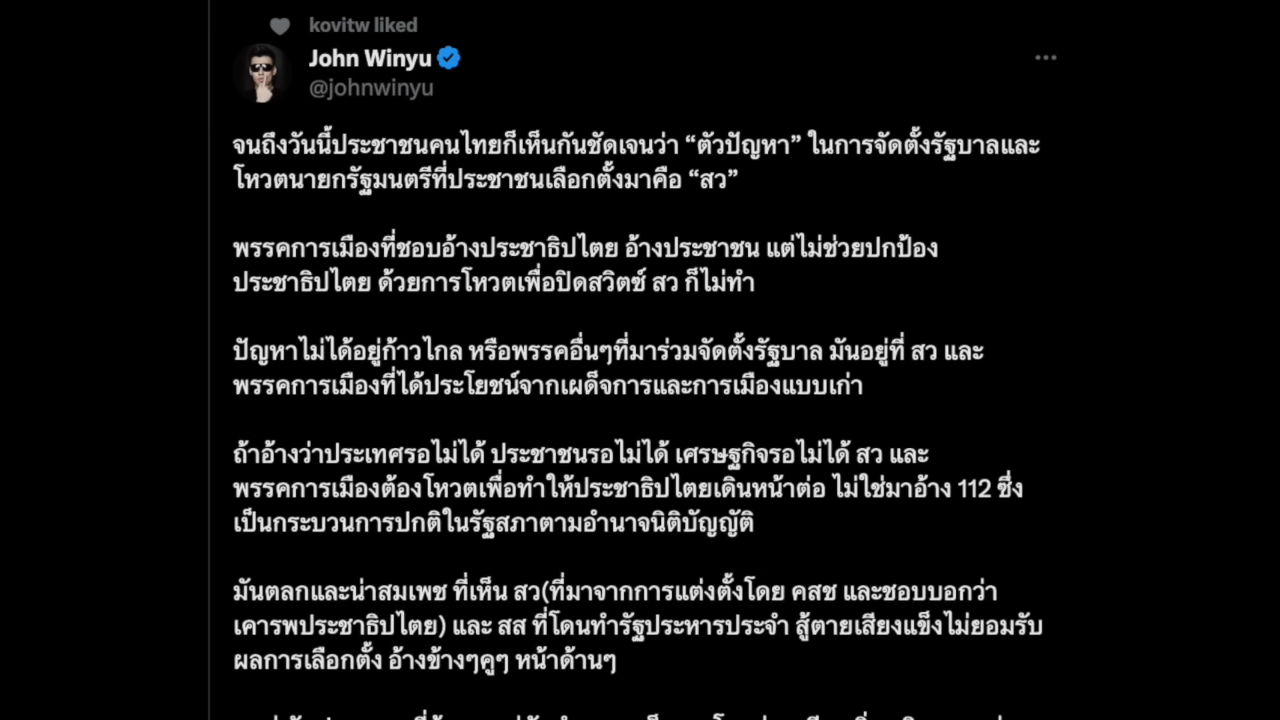 kovitw liked
John Winyu
@johnwinyu
จนถึงวันนี้ประชาชนคนไทยก็เห็นกันชัดเจนว่า “ตัวปัญหา” ในการจัดตั้งรัฐบาลและ
โหวตนายกรัฐมนตรีที่ประชาชนเลือกตั้งมาคือ “สว”
พรรคการเมืองที่ชอบอ้างประชาธิปไตย อ้างประชาชน แต่ไม่ช่วยปกป้อง
ประชาธิปไตย ด้วยการโหวตเพื่อปิดสวิตซ์ สว ก็ไม่ทำ
ปัญหาไม่ได้อยู่ก้าวไกล หรือพรรคอื่นๆที่มาร่วมจัดตั้งรัฐบาล มันอยู่ที่ สว และ
พรรคการเมืองที่ได้ประโยชน์จากเผด็จการและการเมืองแบบเก่า
ถ้าอ้างว่าประเทศรอไม่ได้ ประชาชนรอไม่ได้ เศรษฐกิจรอไม่ได้ สว และ
พรรคการเมืองต้องโหวตเพื่อทำให้ประชาธิปไตยเดินหน้าต่อ ไม่ใช่มาอ้าง 112 ซึ่ง
เป็นกระบวนการปกติในรัฐสภาตามอำนาจนิติบัญญัติ
มันตลกและน่าสมเพช ที่เห็น สว(ที่มาจากการแต่งตั้งโดย คสช และชอบบอกว่า
เคารพประชาธิปไตย) และ สส ที่โดนทำรัฐประหารประจำ สู้ตายเสียงแข็งไม่ยอมรับ
ผลการเลือกตั้ง อ้างข้างๆคูๆ หน้าด้านๆ